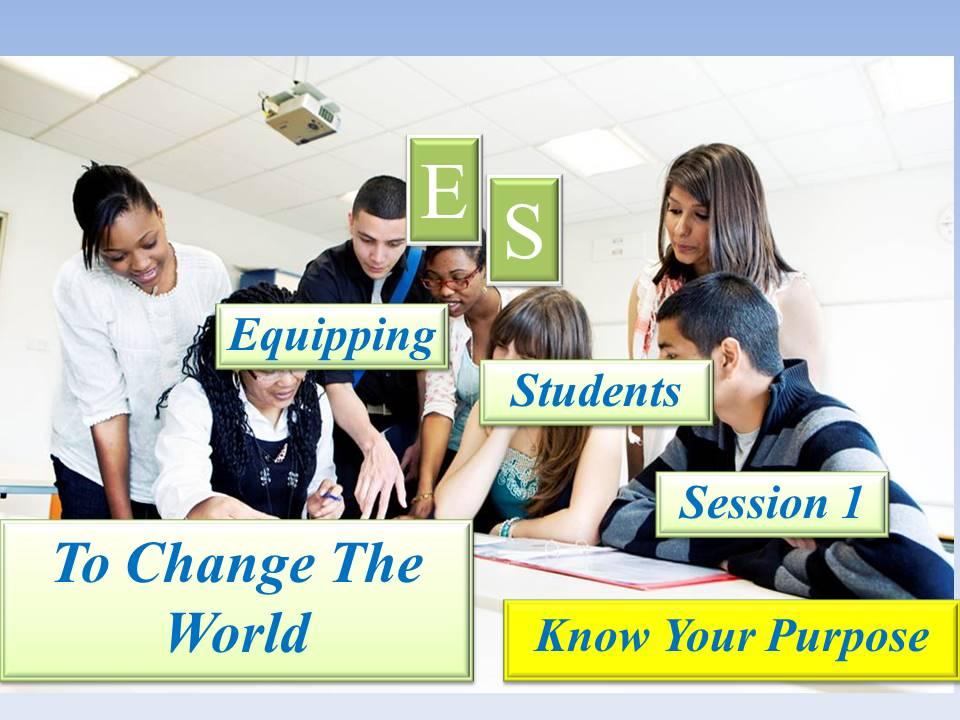 E
S
Equipping
Students
Session 1
To Change The
World
Know Your Purpose